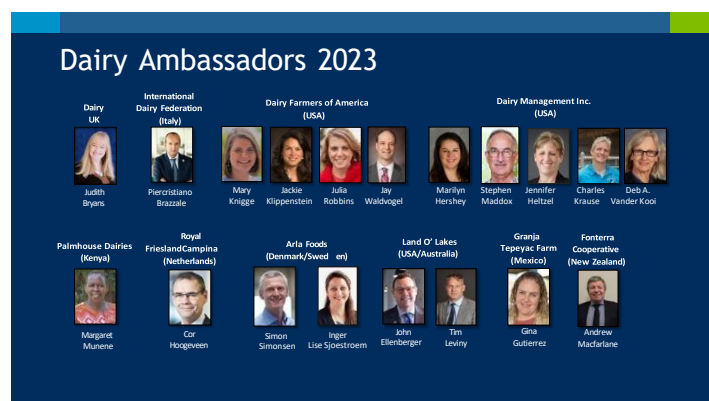 Dairy Ambassadors 2023
Dairy
UK
International
Dairy Federation
(Italy)
Dairy Farmers of America
(USA)
Dairy Management Inc.
(USA)
Judith
Bryans
Piercristiano
Brazzale
Mary
Knigge
Jackie
Klippenstein
Julia
Robbins
Jay
Waldvogel
Marilyn
Hershey
Stephen
Maddox
Jennifer
Heltzel
Charles
Krause
Deb A.
Vander Kooi
Palmhouse Dairies
(Kenya)
Royal
FrieslandCampina
(Netherlands)
Arla Foods
(Denmark/Swed en)
Land O’ Lakes
(USA/Australia)
Granja
Tepeyac Farm
(Mexico)
Fonterra
Cooperative
(New Zealand)
Margaret
Munene
Cor
Hoogeveen
Simon
Simonsen
Inger
Lise Sjoestroem
John
Ellenberger
Tim
Leviny
Gina
Gutierrez
Andrew
Macfarlane